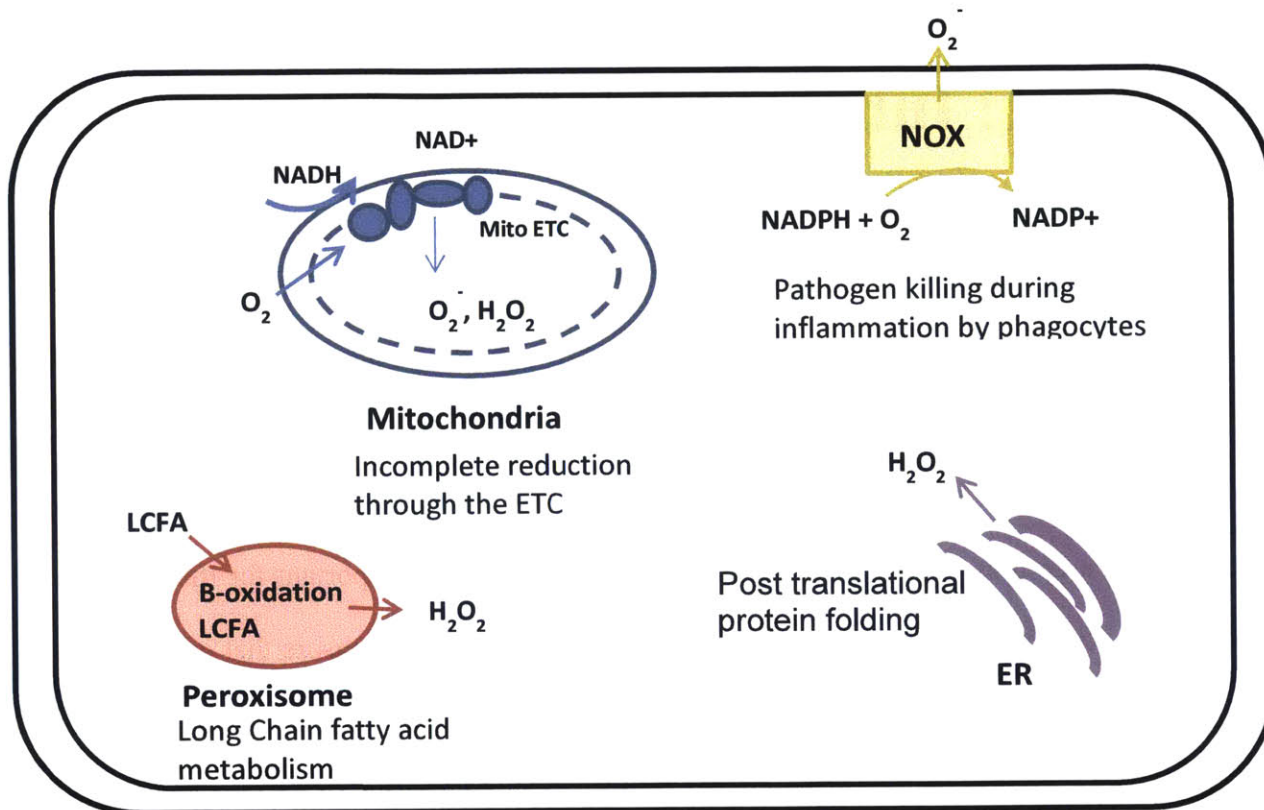 O₂⁻
NOX
NADPH + O₂
NADP+
Pathogen killing during
inflammation by phagocytes
NAD+
NADH
Mito ETC
O₂
O₂⁻, H₂O₂
Mitochondria
Incomplete reduction
through the ETC
LCFA
B-oxidation
LCFA
H₂O₂
Peroxisome
Long Chain fatty acid
metabolism
H₂O₂
Post translational
protein folding
ER